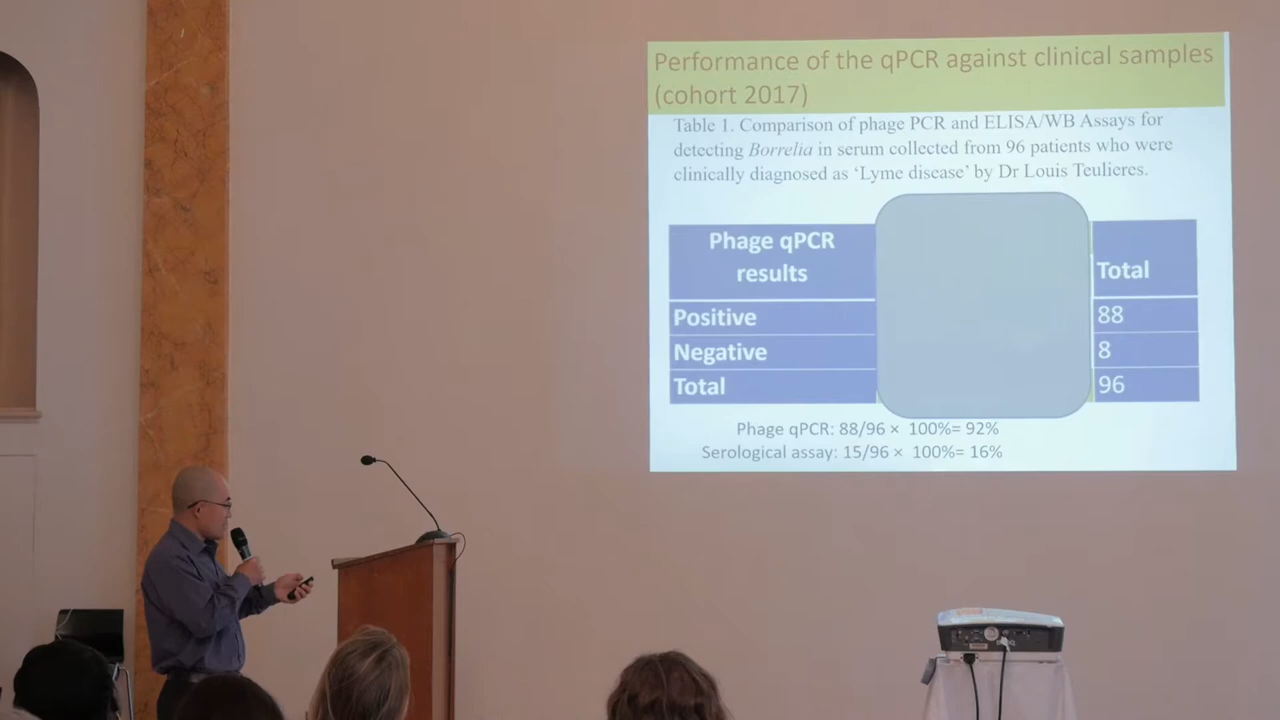 Performance of the qPCR against clinical samples
(cohort 2017)
Table 1. Comparison of phage PCR and ELISA/WB Assays for
detecting Borrelia in serum collected from 96 patients who were
clinically diagnosed as ‘Lyme disease’ by Dr Louis Teulieres.
Phage qPCR
results
Total
Positive 88
Negative 8
Total 96
Phage qPCR: 88/96 × 100%= 92%
Serological assay: 15/96 × 100%= 16%